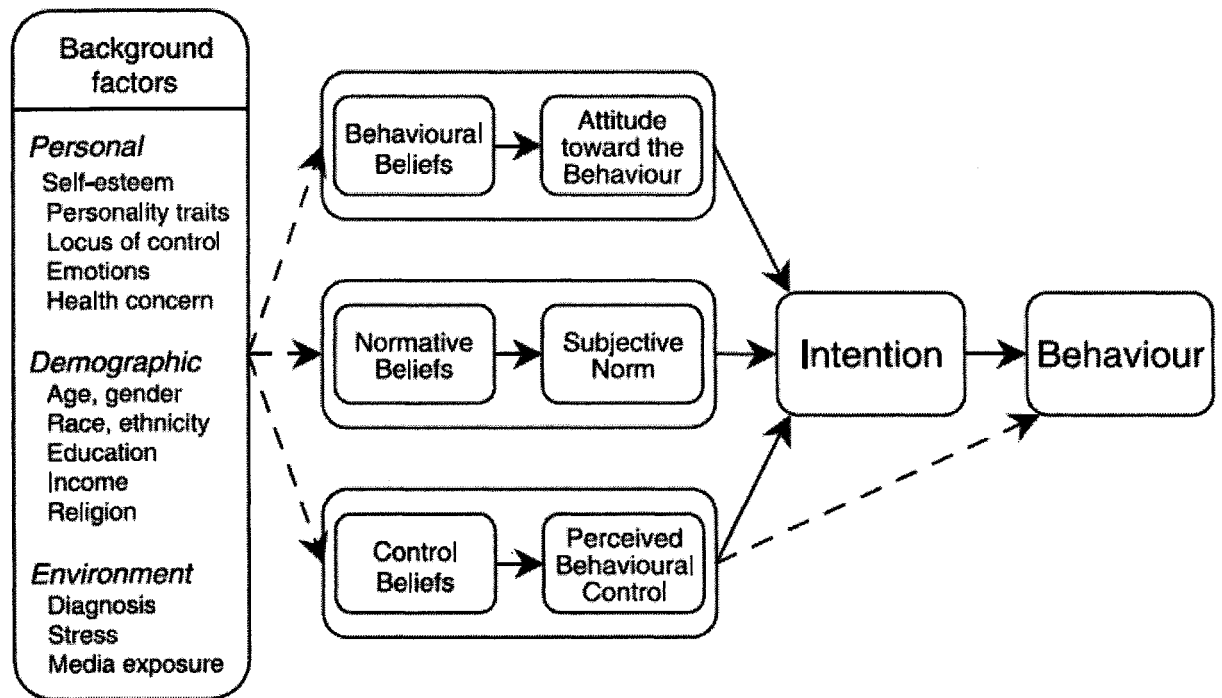 Background
factors
Personal
Self-esteem
Personality traits
Locus of control
Emotions
Health concern
Demographic
Age, gender
Race, ethnicity
Education
Income
Religion
Environment
Diagnosis
Stress
Media exposure
Behavioural
Beliefs
Attitude
toward the
Behaviour
Normative
Beliefs
Subjective
Norm
Control
Beliefs
Perceived
Behavioural
Control
Intention
Behaviour